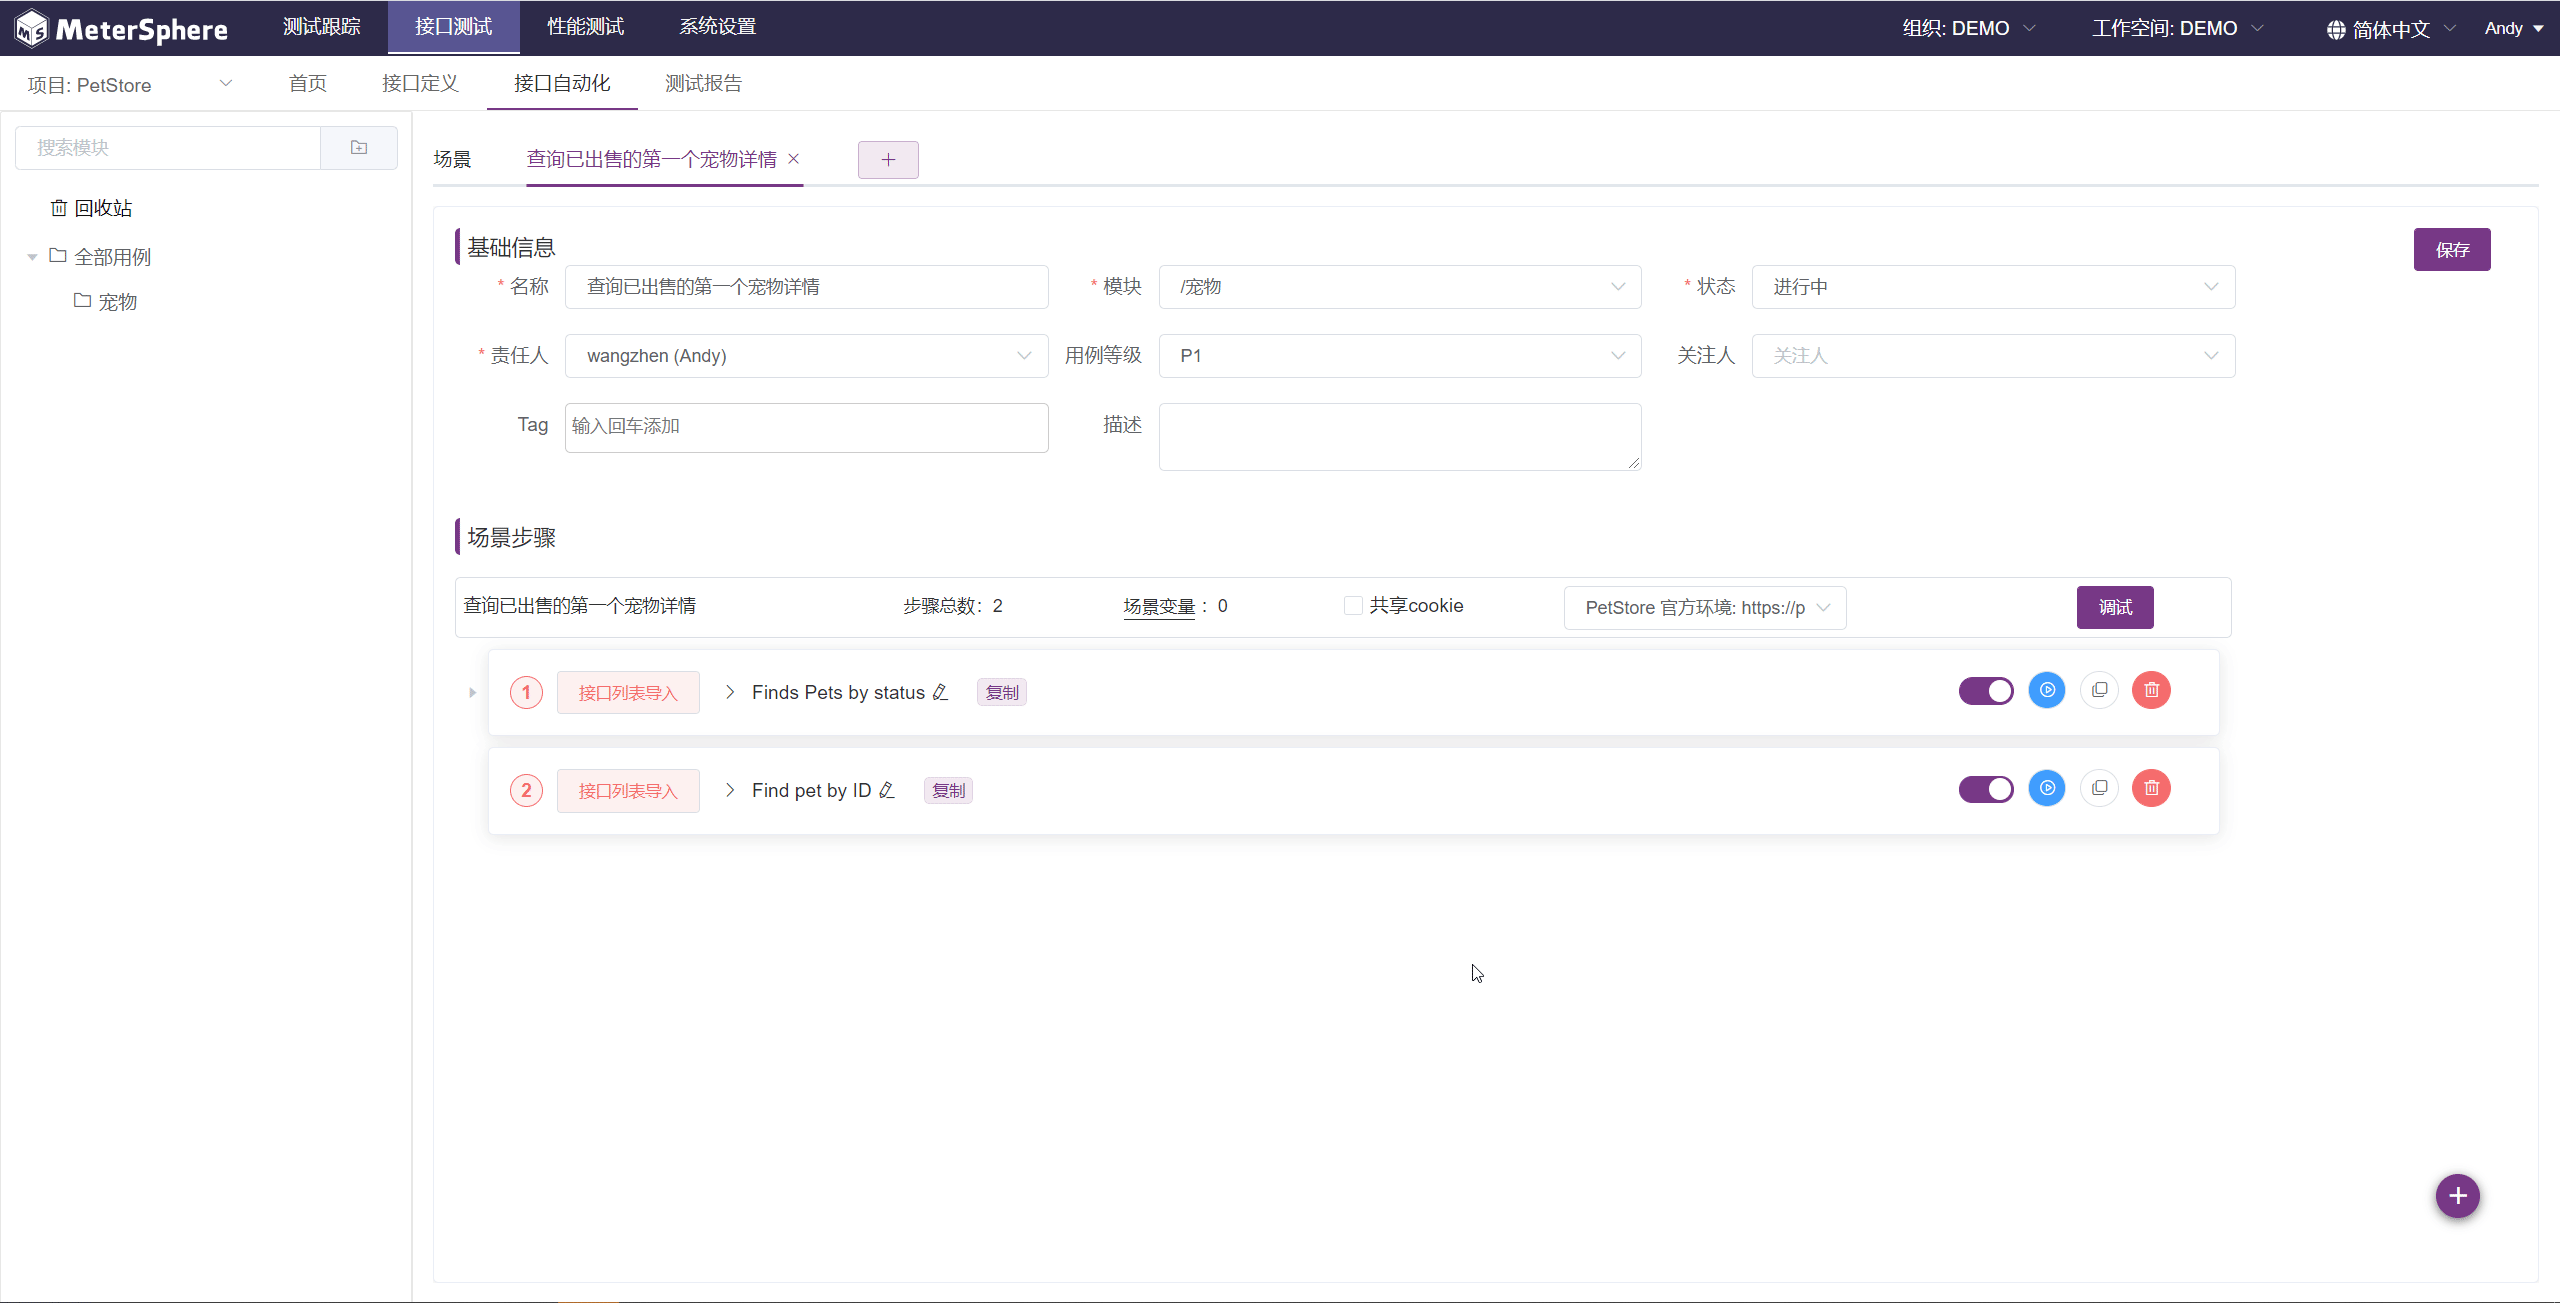 MeterSphere 测试跟踪 接口测试 性能测试 系统设置 组织: DEMO 工作空间: DEMO 简体中文 Andy
项目: PetStore 首页 接口定义 接口自动化 测试报告
搜索模块
回收站
全部用例
宠物
场景 查询已出售的第一个宠物详情
基础信息 保存
* 名称 查询已出售的第一个宠物详情 * 模块 /宠物 * 状态 进行中
* 责任人 wangzhen (Andy) 用例等级 P1 关注人 关注人
Tag 输入回车添加 描述
场景步骤
查询已出售的第一个宠物详情 步骤总数：2 场景变量：0 共享cookie PetStore 官方环境: https://p 调试
1 接口列表导入 Finds Pets by status 复制
2 接口列表导入 Find pet by ID 复制